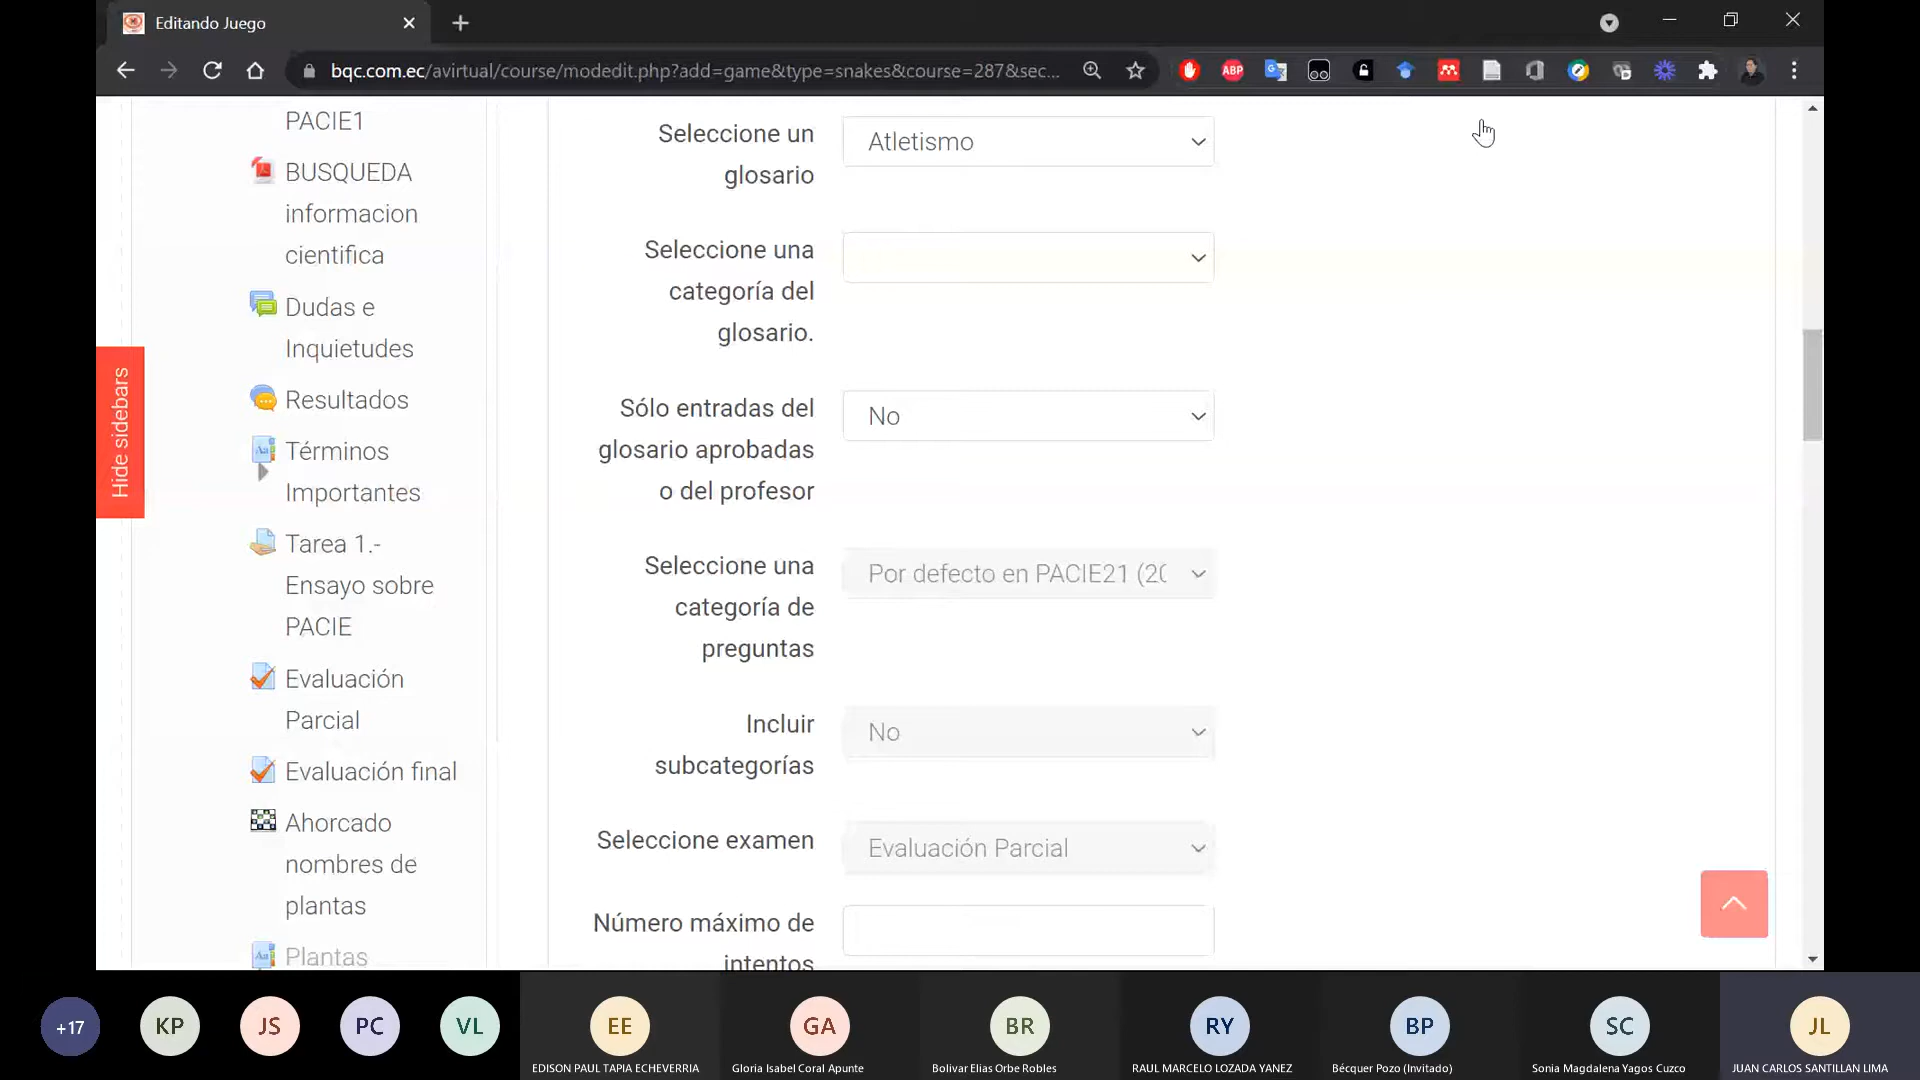 Editando Juego
bqc.com.ec/avirtual/course/modedit.php?add=game&type=snakes&course=287&sec...
ABP
PACIE1
BUSQUEDA
informacion
cientifica
Dudas e
Inquietudes
Resultados
Términos
Importantes
Tarea 1.-
Ensayo sobre
PACIE
Evaluación
Parcial
Evaluación final
Ahorcado
nombres de
plantas
Plantas
Hide sidebars
Seleccione un
glosario
Atletismo
Seleccione una
categoría del
glosario.
Sólo entradas del
glosario aprobadas
o del profesor
No
Seleccione una
categoría de
preguntas
Por defecto en PACIE21 (20
Incluir
subcategorías
No
Seleccione examen
Evaluación Parcial
Número máximo de
intentos
+17
KP
JS
PC
VL
EE
EDISON PAUL TAPIA ECHEVERRIA
GA
Gloria Isabel Coral Apunte
BR
Bolivar Elias Orbe Robles
RY
RAUL MARCELO LOZADA YANEZ
BP
Bécquer Pozo (Invitado)
SC
Sonia Magdalena Yagos Cuzco
JL
JUAN CARLOS SANTILLAN LIMA